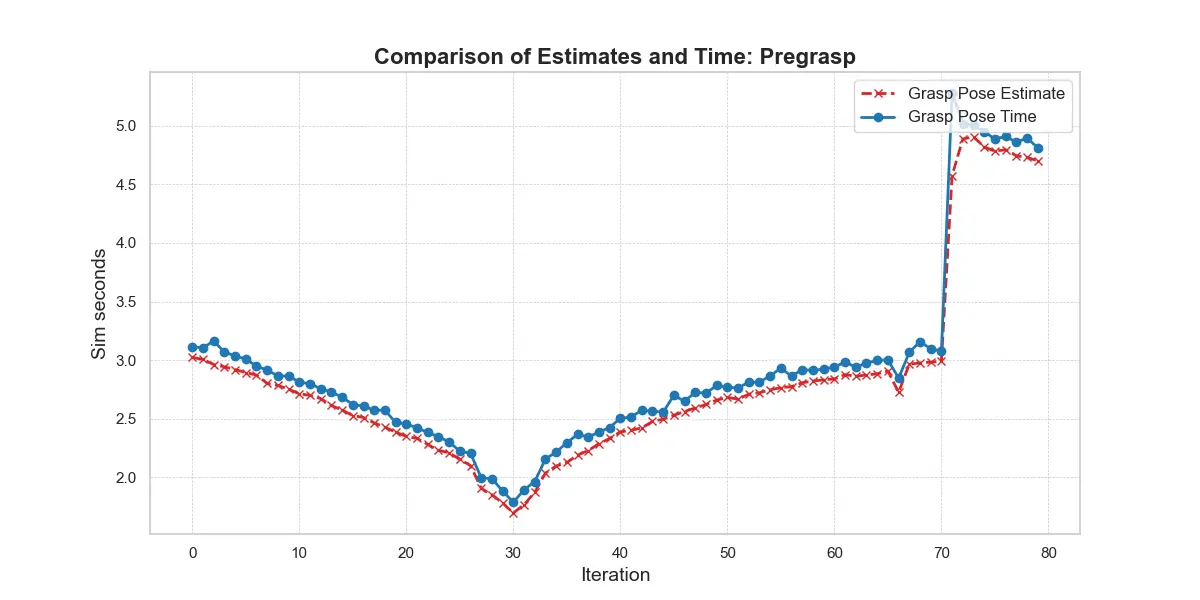 Comparison of Estimates and Time: Pregrasp
Grasp Pose Estimate
Grasp Pose Time
5.0
4.5
4.0
3.5
3.0
2.5
2.0
Sim seconds
0 10 20 30 40 50 60 70 80
Iteration